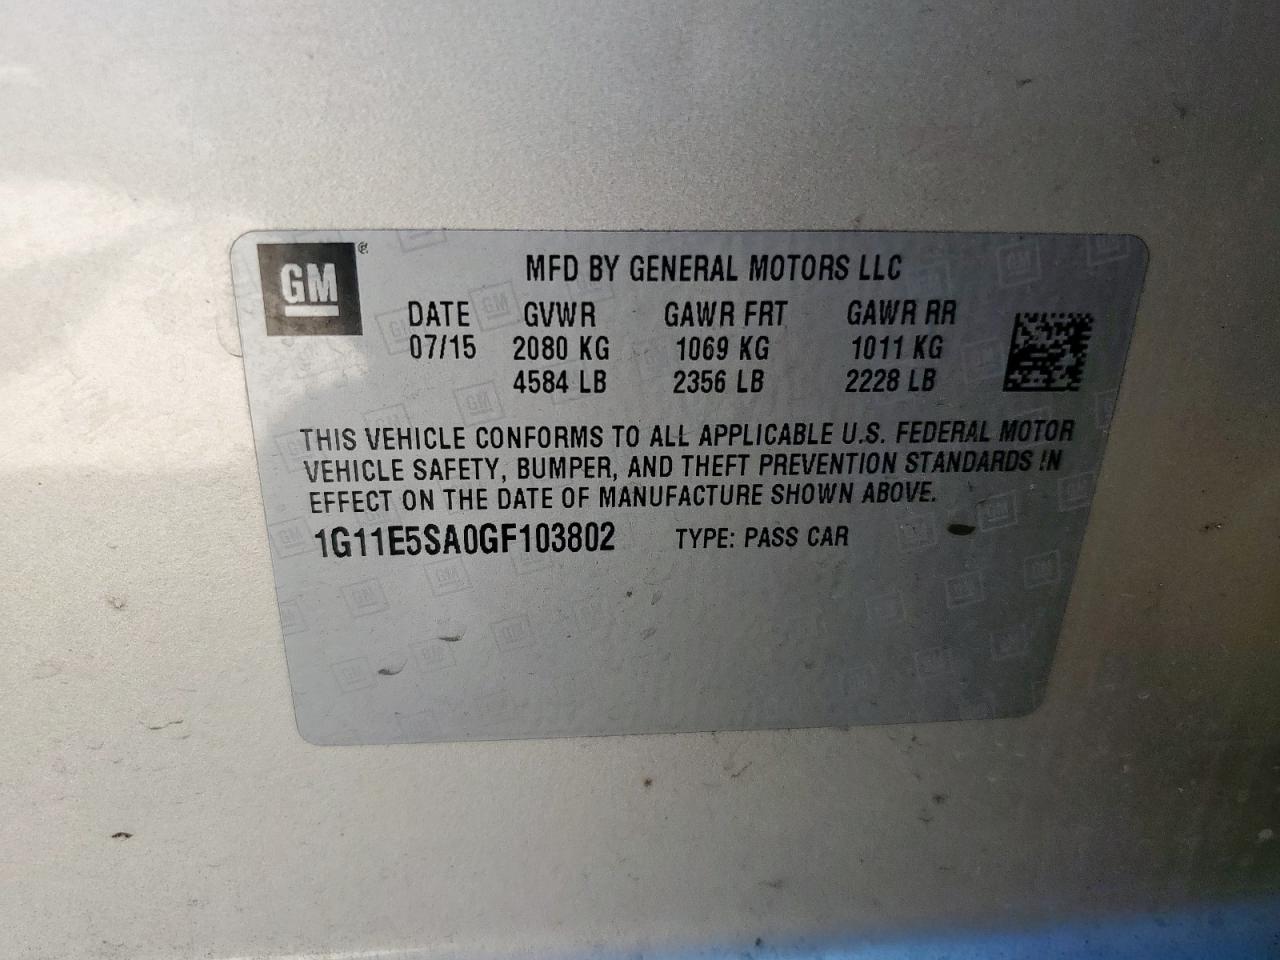 GM ®
MFD BY GENERAL MOTORS LLC
DATE GVWR GAWR FRT GAWR RR
07/15 2080 KG 1069 KG 1011 KG
4584 LB 2356 LB 2228 LB
THIS VEHICLE CONFORMS TO ALL APPLICABLE U.S. FEDERAL MOTOR
VEHICLE SAFETY, BUMPER, AND THEFT PREVENTION STANDARDS IN
EFFECT ON THE DATE OF MANUFACTURE SHOWN ABOVE.
1G11E5SA0GF103802 TYPE: PASS CAR